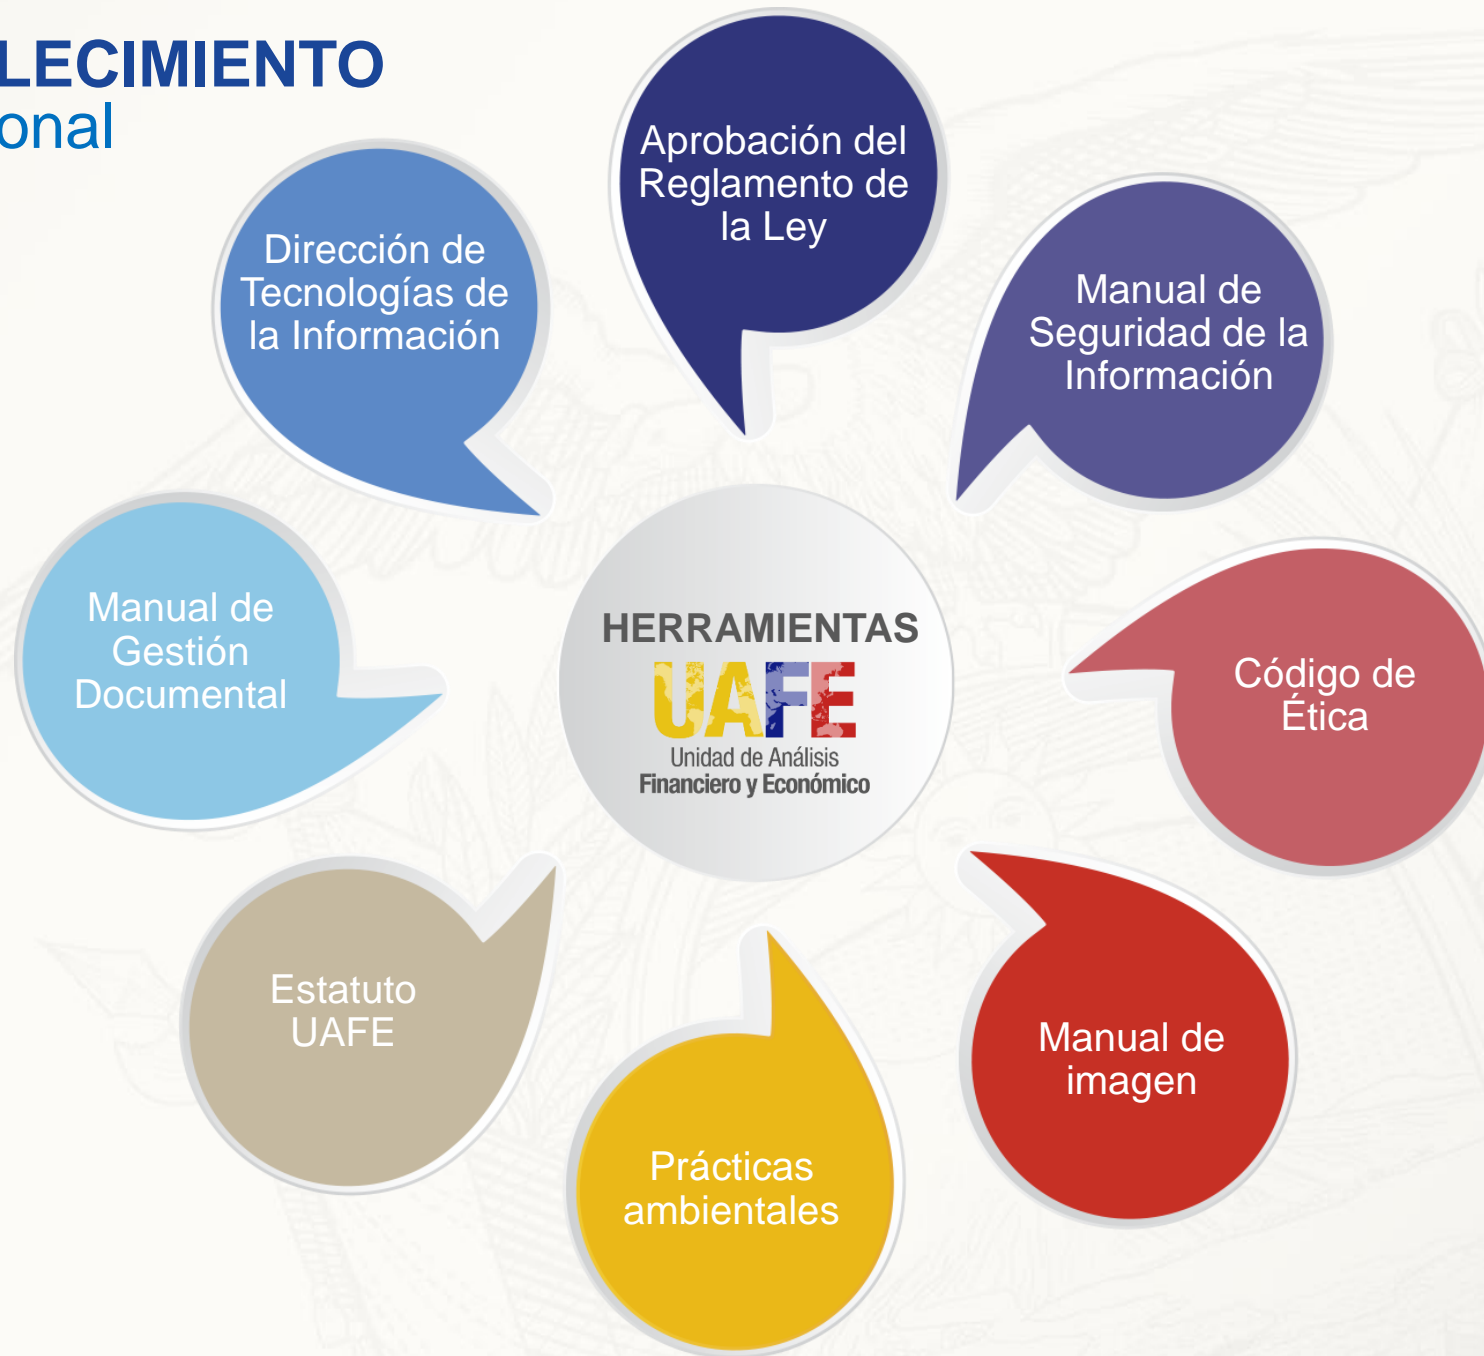 LECIMIENTO
onal
Aprobación del
Reglamento de
la Ley
Dirección de
Tecnologías de
la Información
Manual de
Seguridad de la
Información
Manual de
Gestión
Documental
HERRAMIENTAS
UAFE
Unidad de Análisis
Financiero y Económico
Código de
Ética
Estatuto
UAFE
Manual de
imagen
Prácticas
ambientales